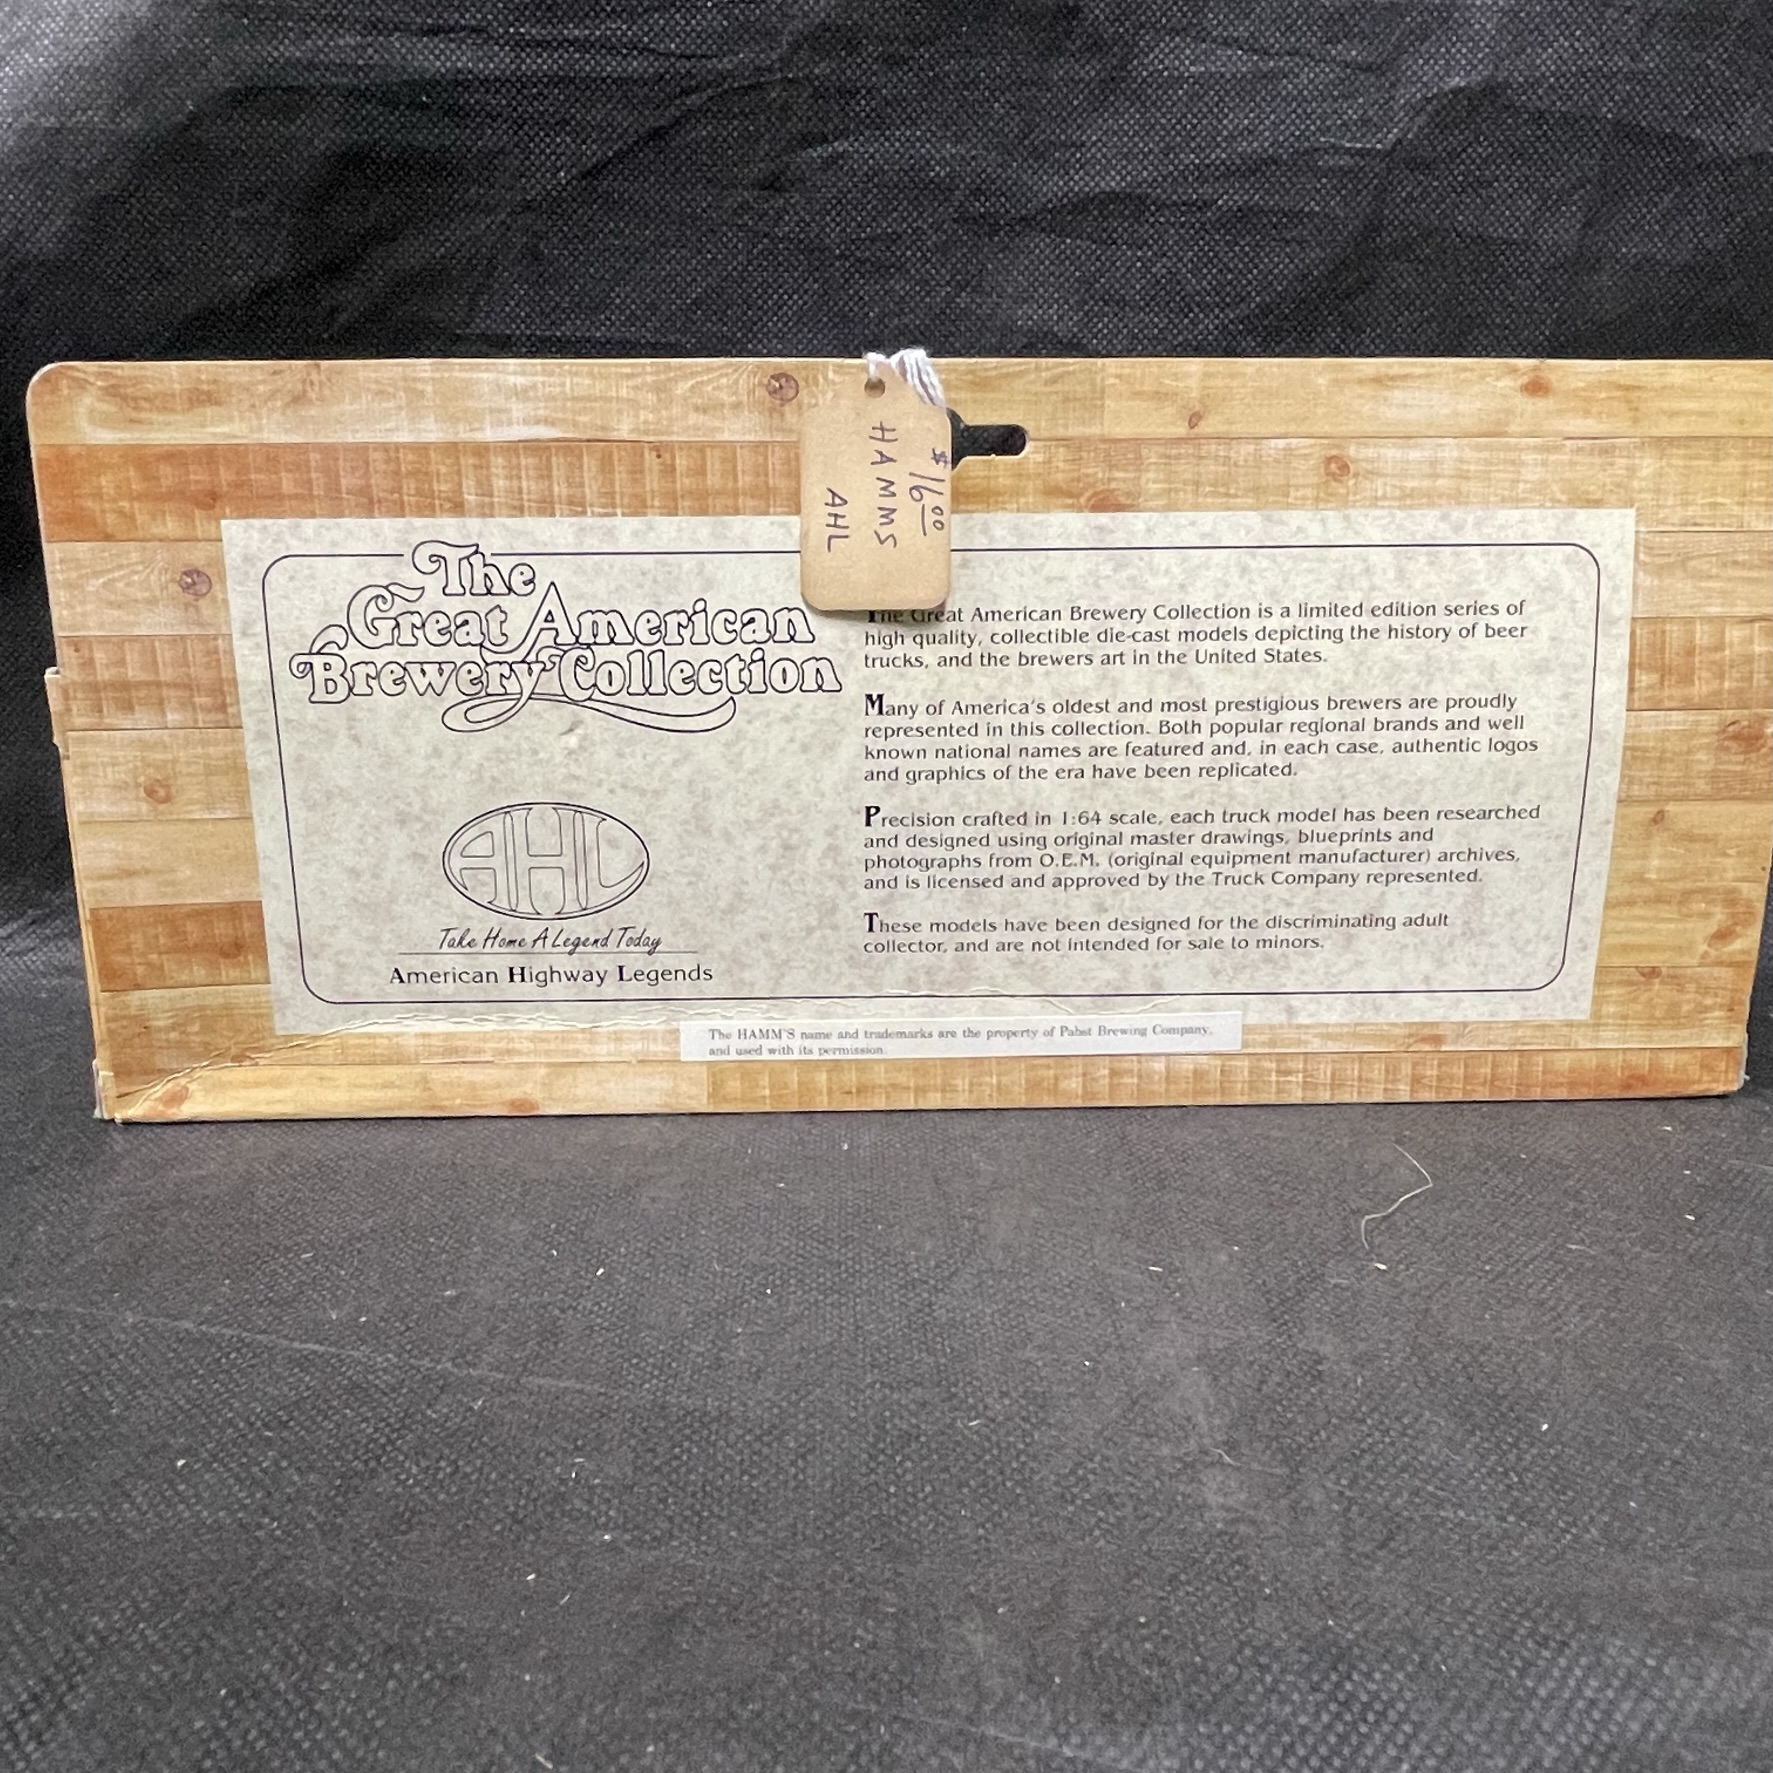 $16.00
HAMMS
AHL
The
Great American
Brewery Collection
AHL
Take Home A Legend Today
American Highway Legends
The Great American Brewery Collection is a limited edition series of
high quality, collectible die-cast models depicting the history of beer
trucks, and the brewers art in the United States.
Many of America's oldest and most prestigious brewers are proudly
represented in this collection. Both popular regional brands and well
known national names are featured and, in each case, authentic logos
and graphics of the era have been replicated.
Precision crafted in 1:64 scale, each truck model has been researched
and designed using original master drawings, blueprints and
photographs from O.E.M. (original equipment manufacturer) archives,
and is licensed and approved by the Truck Company represented.
These models have been designed for the discriminating adult
collector, and are not intended for sale to minors.
The HAMM'S name and trademarks are the property of Pabst Brewing Company,
and used with its permission.